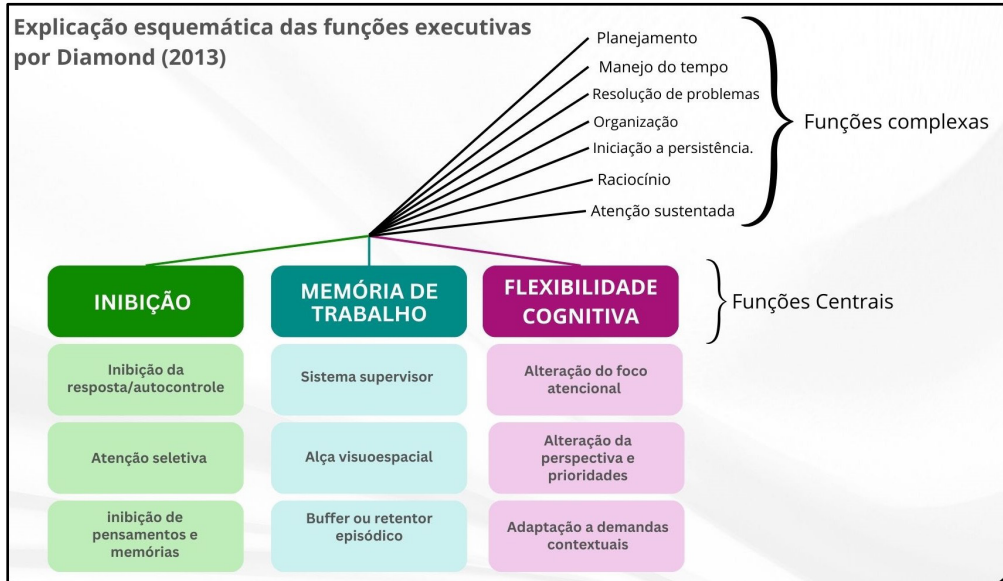 Explicação esquemática das funções executivas
por Diamond (2013)
Planejamento
Manejo do tempo
Resolução de problemas
Organização
Iniciação a persistência.
Raciocínio
Atenção sustentada
Funções complexas
INIBIÇÃO
MEMÓRIA DE
TRABALHO
FLEXIBILIDADE
COGNITIVA
Funções Centrais
Inibição da
resposta/autocontrole
Sistema supervisor
Alteração do foco
atencional
Atenção seletiva
Alça visuoespacial
Alteração da
perspectiva e
prioridades
inibição de
pensamentos e
memórias
Buffer ou retentor
episódico
Adaptação a demandas
contextuais